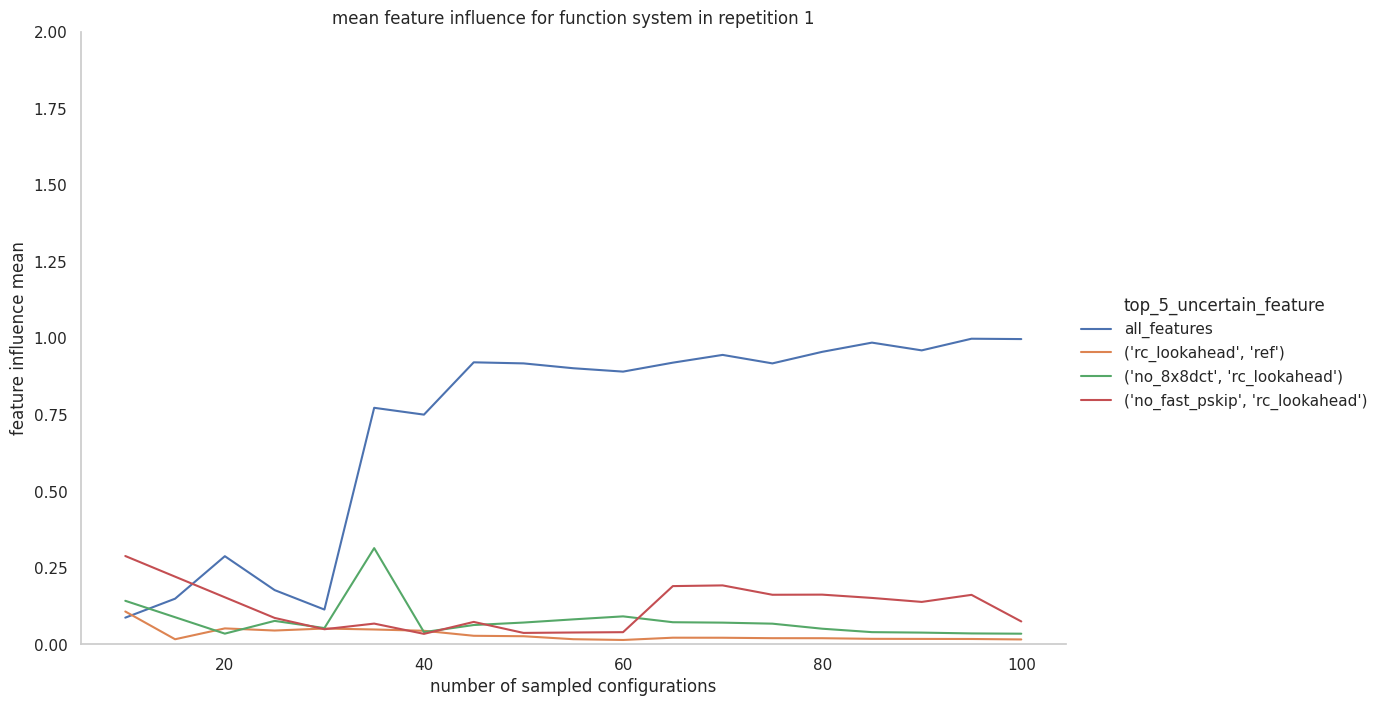 mean feature influence for function system in repetition 1
2.00
1.75
1.50
1.25
1.00
0.75
0.50
0.25
0.00
feature influence mean
20
40
60
80
100
number of sampled configurations
top_5_uncertain_feature
all_features
('rc_lookahead', 'ref')
('no_8x8dct', 'rc_lookahead')
('no_fast_pskip', 'rc_lookahead')